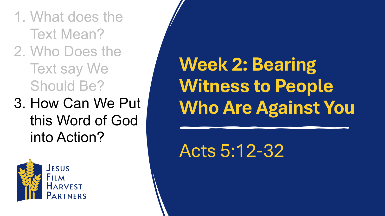 1. What does the
Text Mean?
2. Who Does the
Text say We
Should Be?
3. How Can We Put
this Word of God
into Action?
JESUS
FILM
HARVEST
PARTNERS
Week 2: Bearing
Witness to People
Who Are Against You
Acts 5:12-32